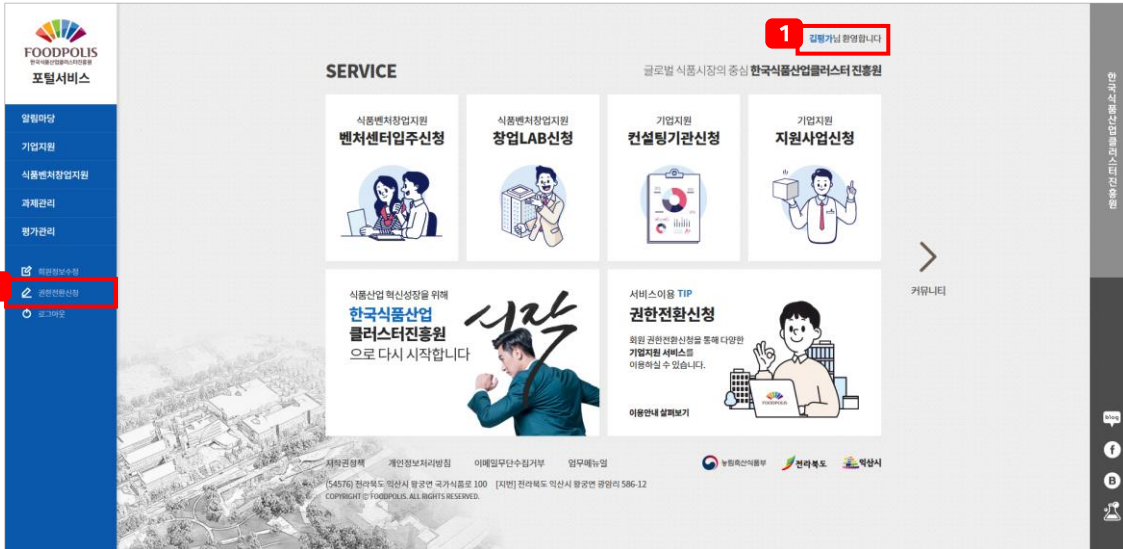 FOODPOLIS
한국식품산업클러스터진흥원
포털서비스
알림마당
기업지원
식품벤처창업지원
과제관리
평가관리
회원정보수정
권한전환신청
로그아웃
1
김평가님 환영합니다
SERVICE
글로벌 식품시장의 중심 한국식품산업클러스터 진흥원
식품벤처창업지원
벤처센터입주신청
식품벤처창업지원
창업LAB신청
기업지원
컨설팅기관신청
기업지원
지원사업신청
식품산업 혁신성장을 위해
한국식품산업
클러스터진흥원
으로 다시 시작합니다
시작
서비스이용 TIP
권한전환신청
회원 권한전환신청을 통해 다양한
기업지원 서비스를
이용하실 수 있습니다.
이용안내 살펴보기
FOODPOLIS
커뮤니티
저작권정책 개인정보처리방침 이메일무단수집거부 업무메뉴얼
농림축산식품부 전라북도 익산시
(54576) 전라북도 익산시 왕궁면 국가식품로 100 [지번] 전라북도 익산시 왕궁면 광암리 586-12
COPYRIGHT © FOODPOLIS. ALL RIGHTS RESERVED.
한국식품산업클러스터진흥원
blog
f
B